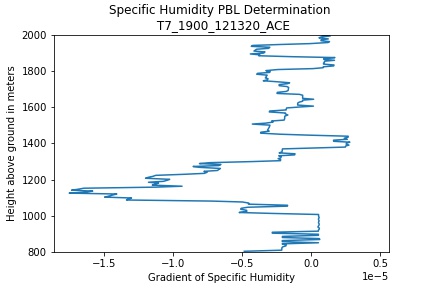 Specific Humidity PBL Determination
T7_1900_121320_ACE
Height above ground in meters
2000
1800
1600
1400
1200
1000
800
−1.5
−1.0
−0.5
0.0
0.5
1e−5
Gradient of Specific Humidity